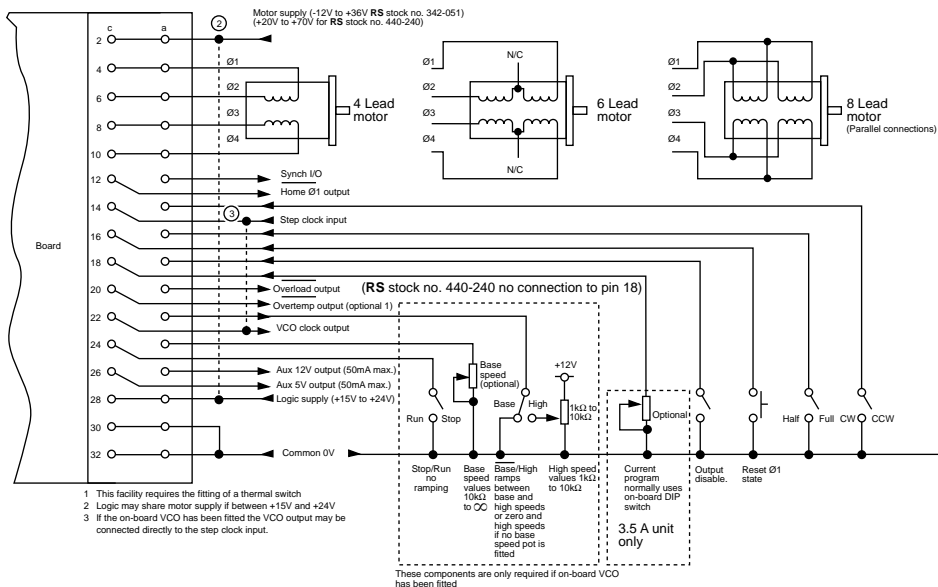 Motor supply (-12V to +36V RS stock no. 342-051)
(+20V to +70V for RS stock no. 440-240)
c a
2
2
4
6
8
10
12
14
16
18
20
22
24
26
28
30
32
Board
Ø1
Ø2
Ø3
Ø4
4 Lead
motor
Ø1
Ø2
Ø3
Ø4
N/C
N/C
6 Lead
motor
Ø1
Ø2
Ø3
Ø4
8 Lead
motor
(Parallel connections)
Synch I/O
Home Ø1 output
3
Step clock input
Overload output
Overtemp output (optional 1)
VCO clock output
Aux 12V output (50mA max.)
Aux 5V output (50mA max.)
Logic supply (+15V to +24V)
Common 0V
(RS stock no. 440-240 no connection to pin 18)
Run Stop
Base
speed
(optional)
Base High
+12V
1kΩ to
10kΩ
Optional
Half Full CW CCW
Stop/Run
no
ramping
Base
speed
values
10kΩ
to ∞
Base/High
ramps
between
base and
high speeds
or zero and
high speeds
if no base
speed pot is
fitted
High speed
values 1kΩ
to 10kΩ
Current
program
normally uses
on-board DIP
switch
3.5 A unit
only
Output
disable.
Reset Ø1
state
1 This facility requires the fitting of a thermal switch
2 Logic may share motor supply if between +15V and +24V
3 If the on-board VCO has been fitted the VCO output may be
connected directly to the step clock input.
These components are only required if on-board VCO
has been fitted